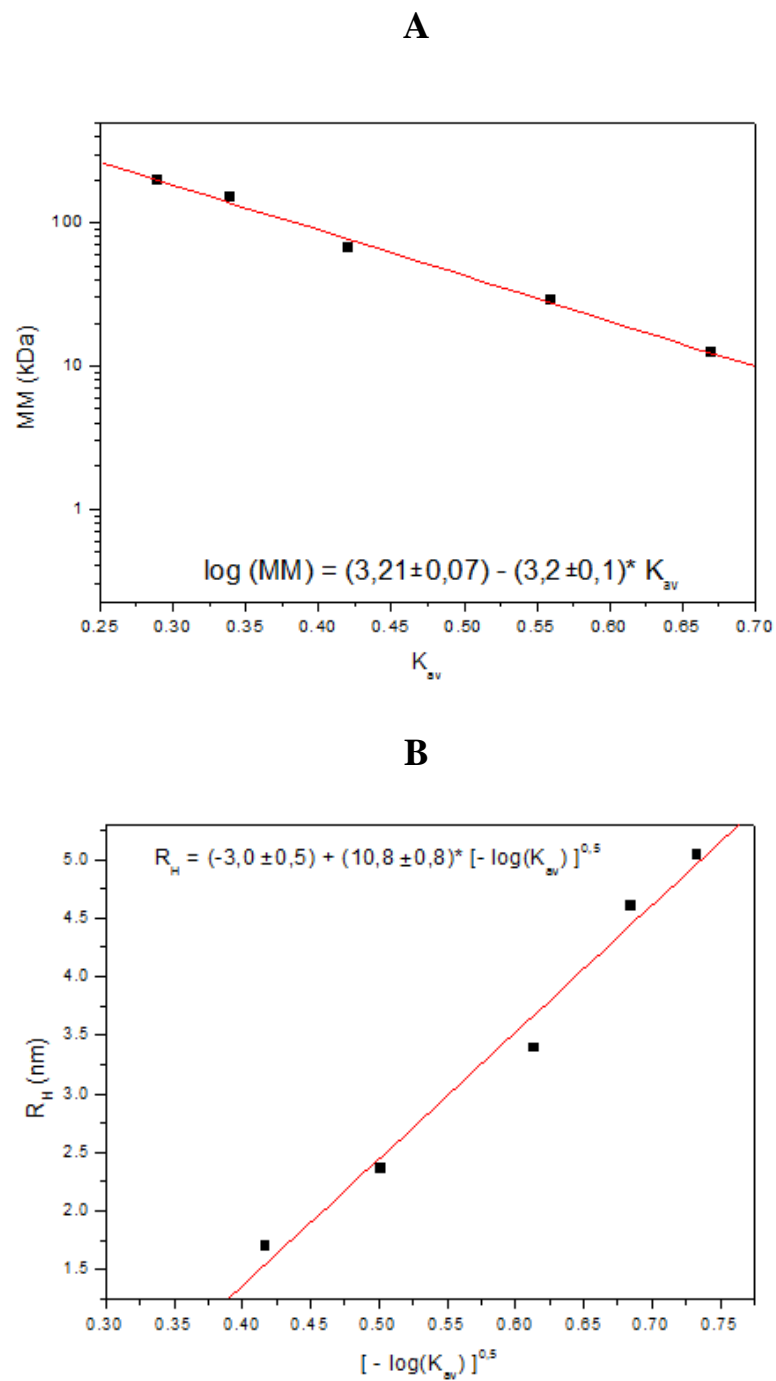 A
100
10
1
MM (kDa)
log (MM) = (3,21±0,07) - (3,2 ±0,1)* Kav
0.25 0.30 0.35 0.40 0.45 0.50 0.55 0.60 0.65 0.70
Kav
B
RH = (-3,0 ±0,5) + (10,8 ±0,8)* [- log(Kav) ]0,5
5.0
4.5
4.0
3.5
3.0
2.5
2.0
1.5
RH (nm)
0.30 0.35 0.40 0.45 0.50 0.55 0.60 0.65 0.70 0.75
[ - log(Kav) ]0,5